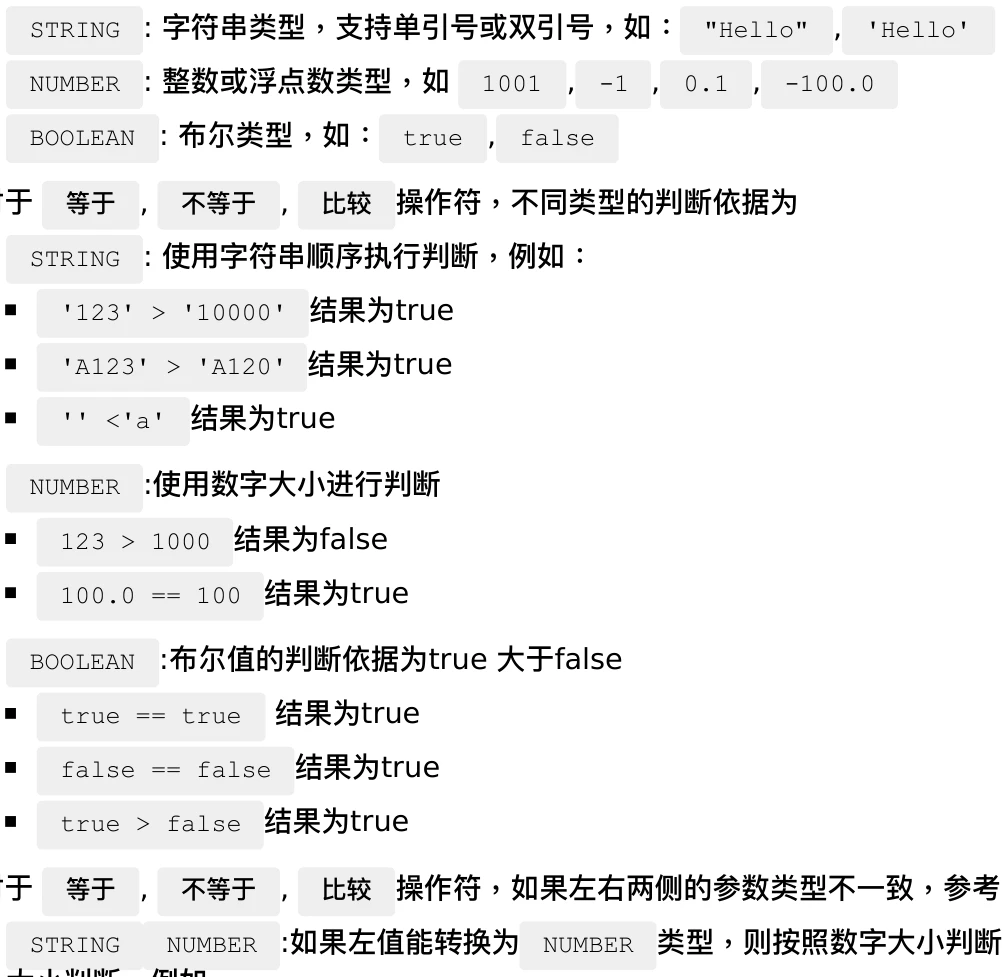 STRING : 字符串类型，支持单引号或双引号，如： "Hello" , 'Hello'
NUMBER : 整数或浮点数类型，如 1001 , -1 , 0.1 , -100.0
BOOLEAN : 布尔类型，如： true , false
于 等于 , 不等于 , 比较 操作符，不同类型的判断依据为
STRING : 使用字符串顺序执行判断，例如：
'123' > '10000' 结果为true
'A123' > 'A120' 结果为true
'' <'a' 结果为true
NUMBER :使用数字大小进行判断
123 > 1000 结果为false
100.0 == 100 结果为true
BOOLEAN :布尔值的判断依据为true 大于false
true == true 结果为true
false == false 结果为true
true > false 结果为true
于 等于 , 不等于 , 比较 操作符，如果左右两侧的参数类型不一致，参考
STRING NUMBER :如果左值能转换为 NUMBER 类型，则按照数字大小判断